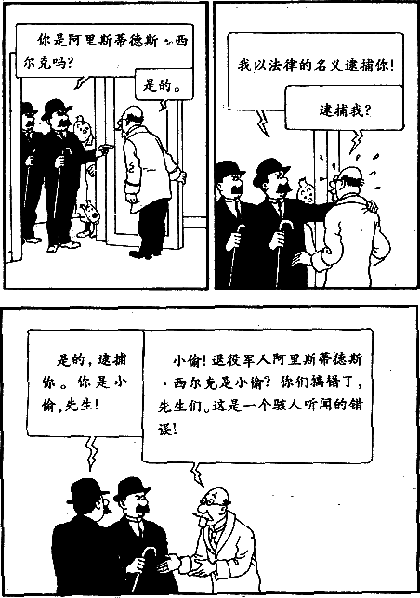 你是阿里斯蒂德斯·西
尔克吗?
是的。
我以法律的名义逮捕你!
逮捕我?
是的,逮捕
你。你是小
偷,先生!
小偷!退役军人阿里斯蒂德斯
·西尔克是小偷?你们搞错了,
先生们。这是一个骇人听闻的错
误!